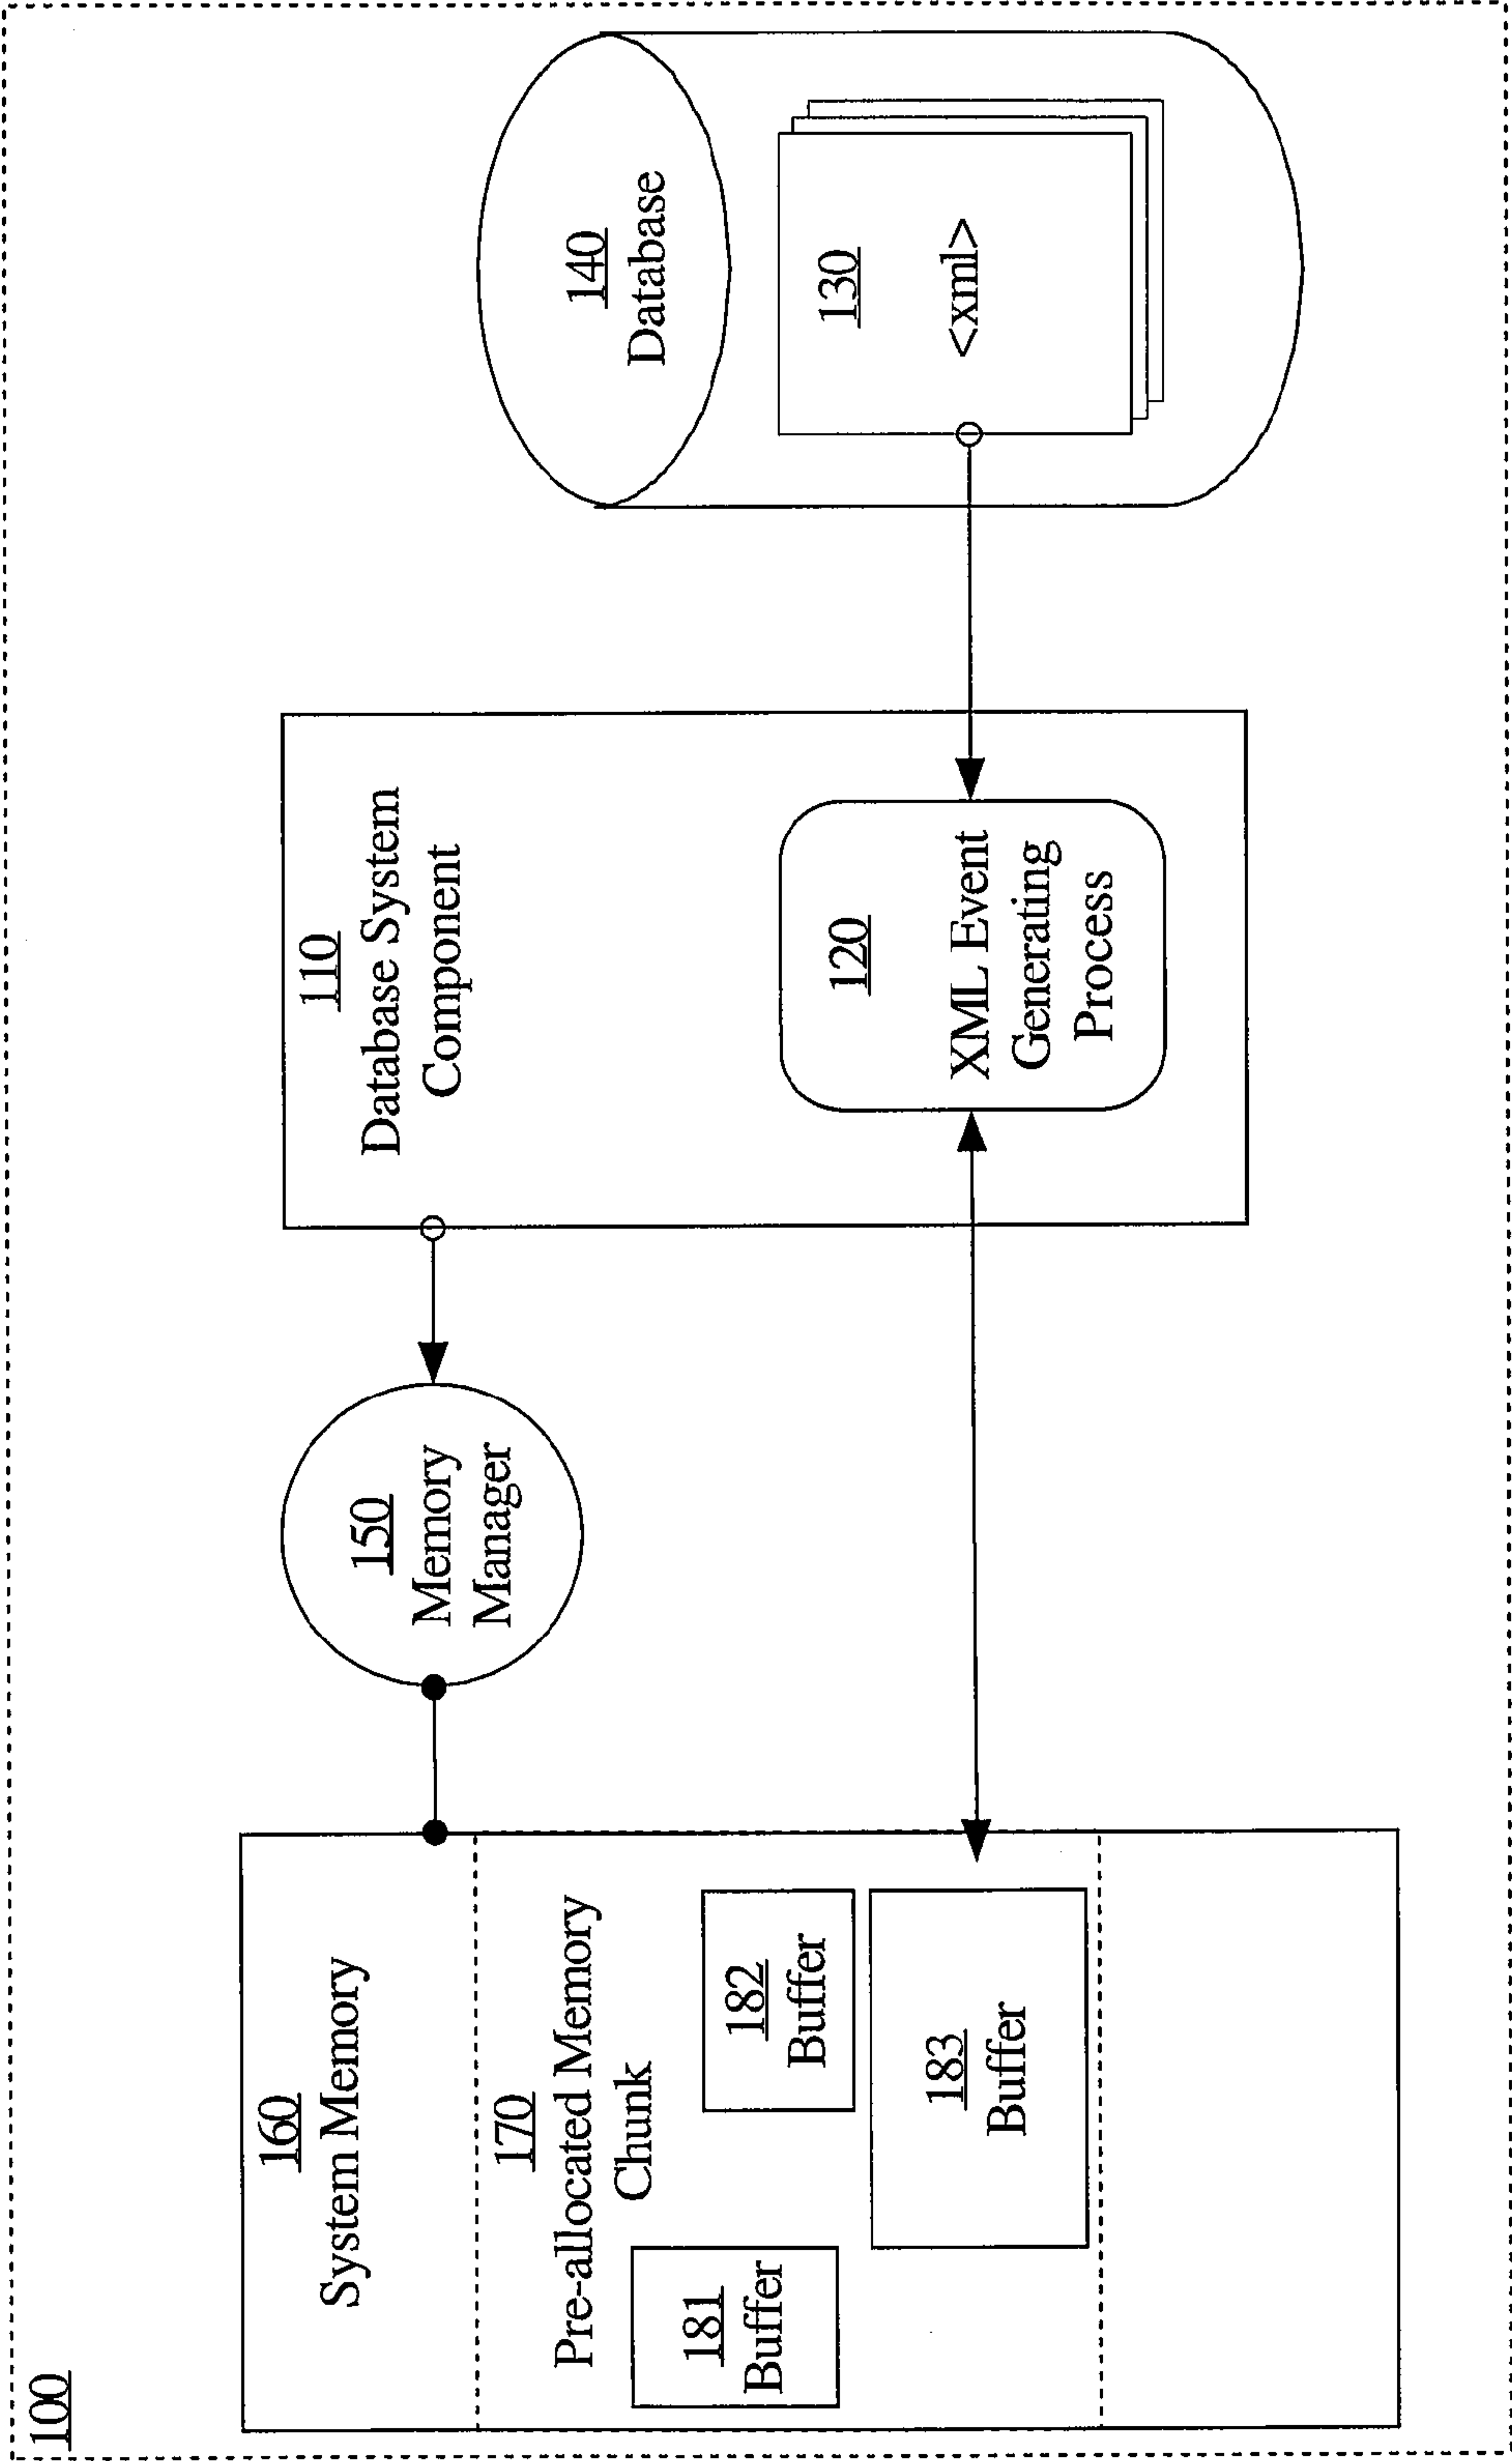 100
160
System Memory
170
Pre-allocated Memory
Chunk
181
Buffer
182
Buffer
183
Buffer
150
Memory
Manager
110
Database System
Component
120
XML Event
Generating
Process
140
Database
130
<xml>